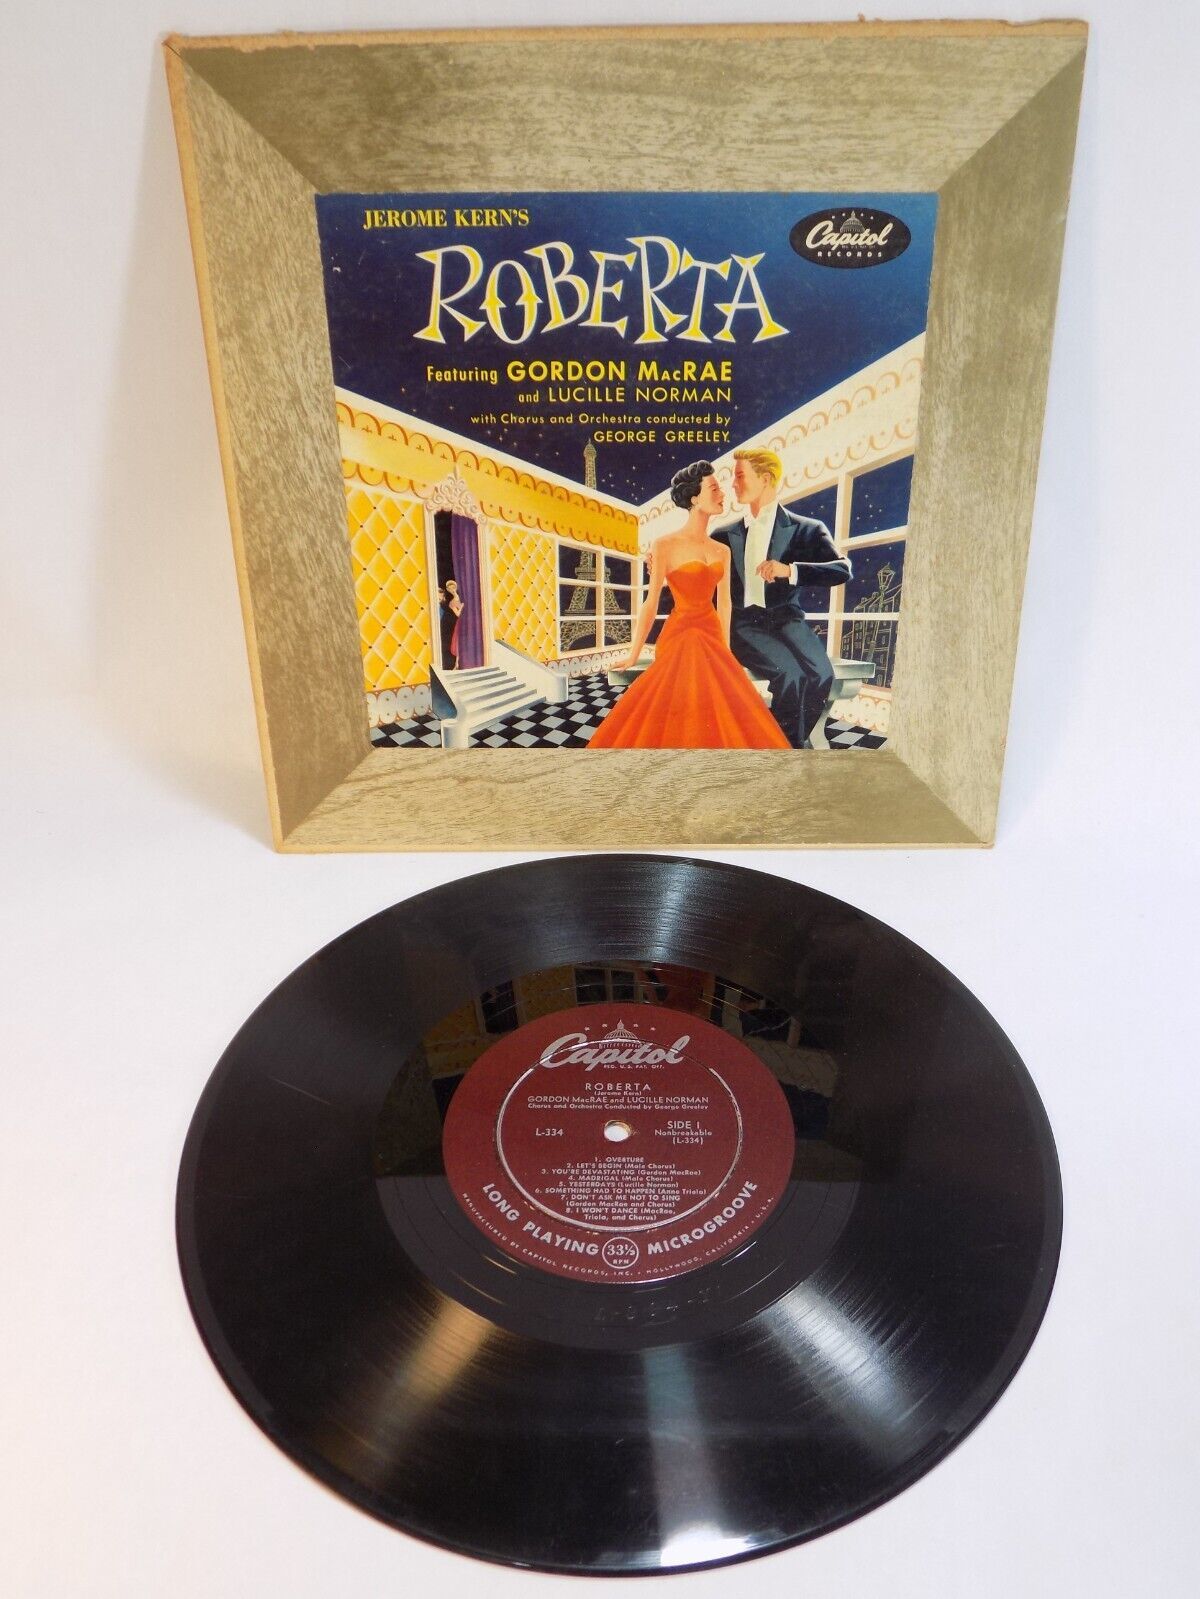 JEROME KERN'S
ROBERTA
Capitol
RECORDS
Featuring GORDON MACRAE
and LUCILLE NORMAN
with Chorus and Orchestra conducted by
GEORGE GREELEY
Capitol
REG. U.S. PAT. OFF.
ROBERTA
(Jerome Kern)
GORDON MacRAE and LUCILLE NORMAN
Chorus and Orchestra Conducted by George Greeley
L-334
SIDE 1
Nonbreakable
(L-334)
1. OVERTURE
2. LET'S BEGIN (Male Chorus)
3. YOU'RE DEVASTATING (Gordon MacRae)
4. MADRIGAL (Male Chorus)
5. YESTERDAYS (Lucille Norman)
6. SOMETHING HAD TO HAPPEN (Anne Triola)
7. DON'T ASK ME NOT TO SING
(Gordon MacRae and Chorus)
8. I WON'T DANCE (MacRae,
Triola, and Chorus)
LONG PLAYING 33⅓ RPM MICROGROOVE
MANUFACTURED BY CAPITOL RECORDS, INC. • HOLLYWOOD, CALIFORNIA • U.S.A.